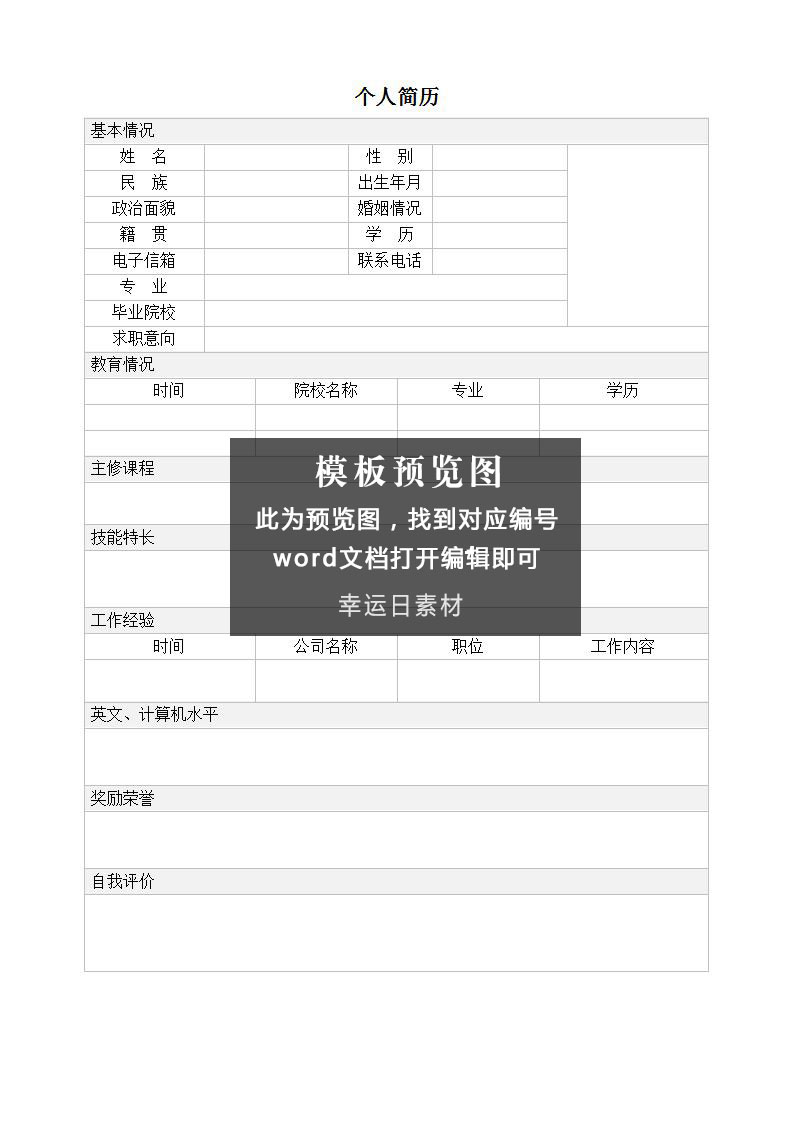 个人简历
基本情况
姓 名 性 别
民 族 出生年月
政治面貌 婚姻情况
籍 贯 学 历
电子信箱 联系电话
专 业
毕业院校
求职意向
教育情况
时间 院校名称 专业 学历
主修课程
技能特长
模板预览图
此为预览图，找到对应编号
word文档打开编辑即可
幸运日素材
工作经验
时间 公司名称 职位 工作内容
英文、计算机水平
奖励荣誉
自我评价